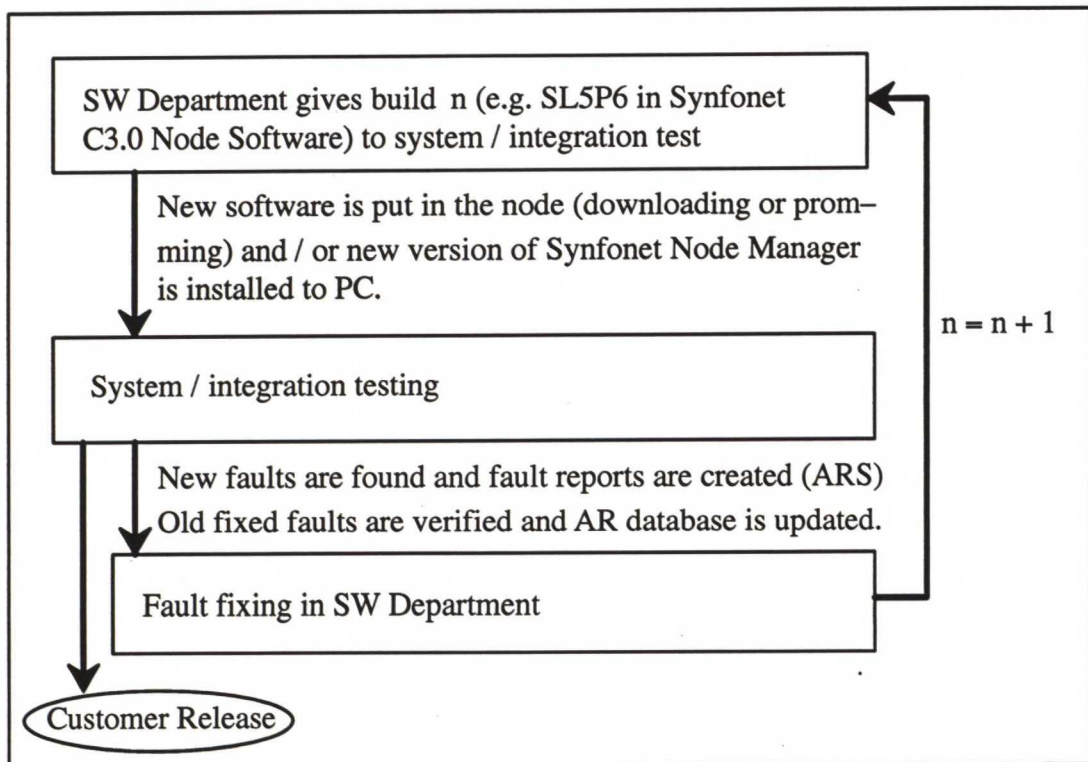 SW Department gives build n (e.g. SL5P6 in Synfonet
C3.0 Node Software) to system / integration test
New software is put in the node (downloading or prom–
ming) and / or new version of Synfonet Node Manager
is installed to PC.
n = n + 1
System / integration testing
New faults are found and fault reports are created (ARS)
Old fixed faults are verified and AR database is updated.
Fault fixing in SW Department
Customer Release